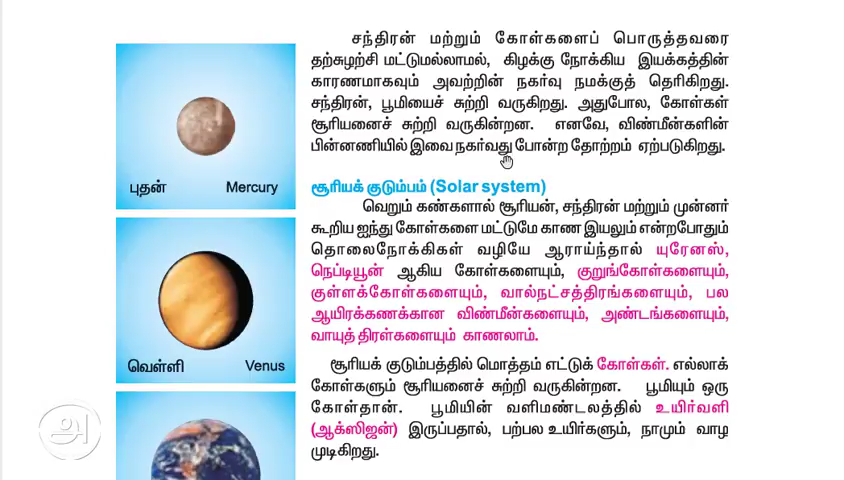 சந்திரன் மற்றும் கோள்களைப் பொருத்தவரை
தற்சுழற்சி மட்டுமல்லாமல், கிழக்கு நோக்கிய இயக்கத்தின்
காரணமாகவும் அவற்றின் நகர்வு நமக்குத் தெரிகிறது.
சந்திரன், பூமியைச் சுற்றி வருகிறது. அதுபோல, கோள்கள்
சூரியனைச் சுற்றி வருகின்றன. எனவே, விண்மீன்களின்
பின்னணியில் இவை நகர்வது போன்ற தோற்றம் ஏற்படுகிறது.
புதன் Mercury
சூரியக் குடும்பம் (Solar system)
வெறும் கண்களால் சூரியன், சந்திரன் மற்றும் முன்னர்
கூறிய ஐந்து கோள்களை மட்டுமே காண இயலும் என்றபோதும்
தொலைநோக்கிகள் வழியே ஆராய்ந்தால் யுரேனஸ்,
நெப்டியூன் ஆகிய கோள்களையும், குறுங்கோள்களையும்,
குள்ளக்கோள்களையும், வால்நட்சத்திரங்களையும், பல
ஆயிரக்கணக்கான விண்மீன்களையும், அண்டங்களையும்,
வாயுத் திரள்களையும் காணலாம்.
வெள்ளி Venus
சூரியக் குடும்பத்தில் மொத்தம் எட்டுக் கோள்கள். எல்லாக்
கோள்களும் சூரியனைச் சுற்றி வருகின்றன. பூமியும் ஒரு
கோள்தான். பூமியின் வளிமண்டலத்தில் உயிர்வளி
(ஆக்ஸிஜன்) இருப்பதால், பற்பல உயிர்களும், நாமும் வாழ
முடிகிறது.
அ